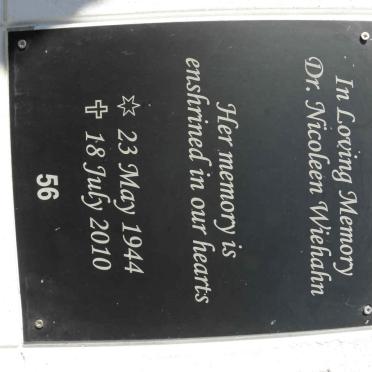 In Loving Memory
Dr. Nicoleen Wiehahn
Her memory is
enshrined in our hearts
☆ 23 May 1944
✞ 18 July 2010
56